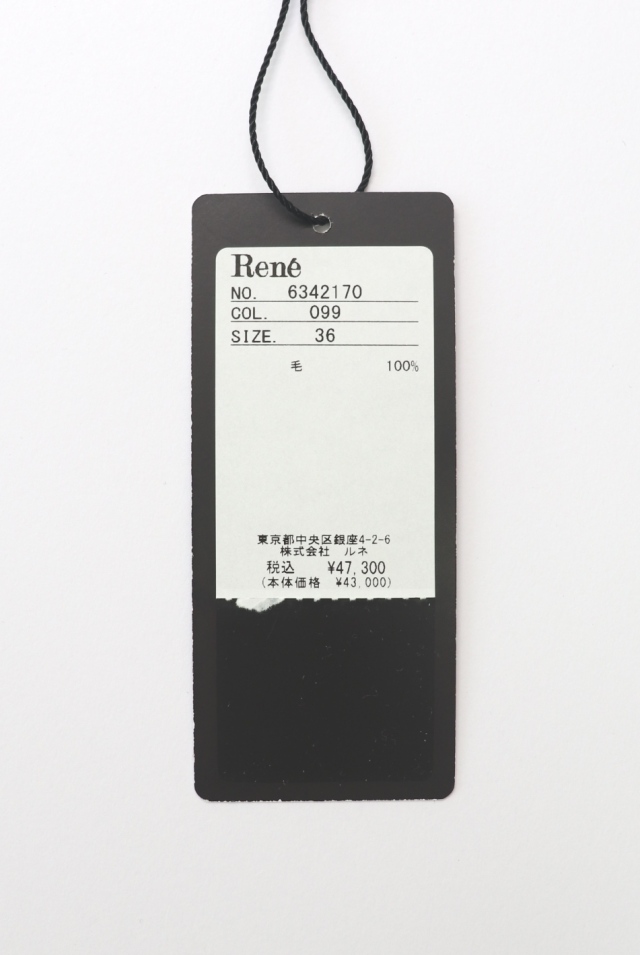 René
NO. 6342170
COL. 099
SIZE. 36
毛 100%
東京都中央区銀座4-2-6
株式会社 ルネ
税込 ¥47,300
(本体価格 ¥43,000)